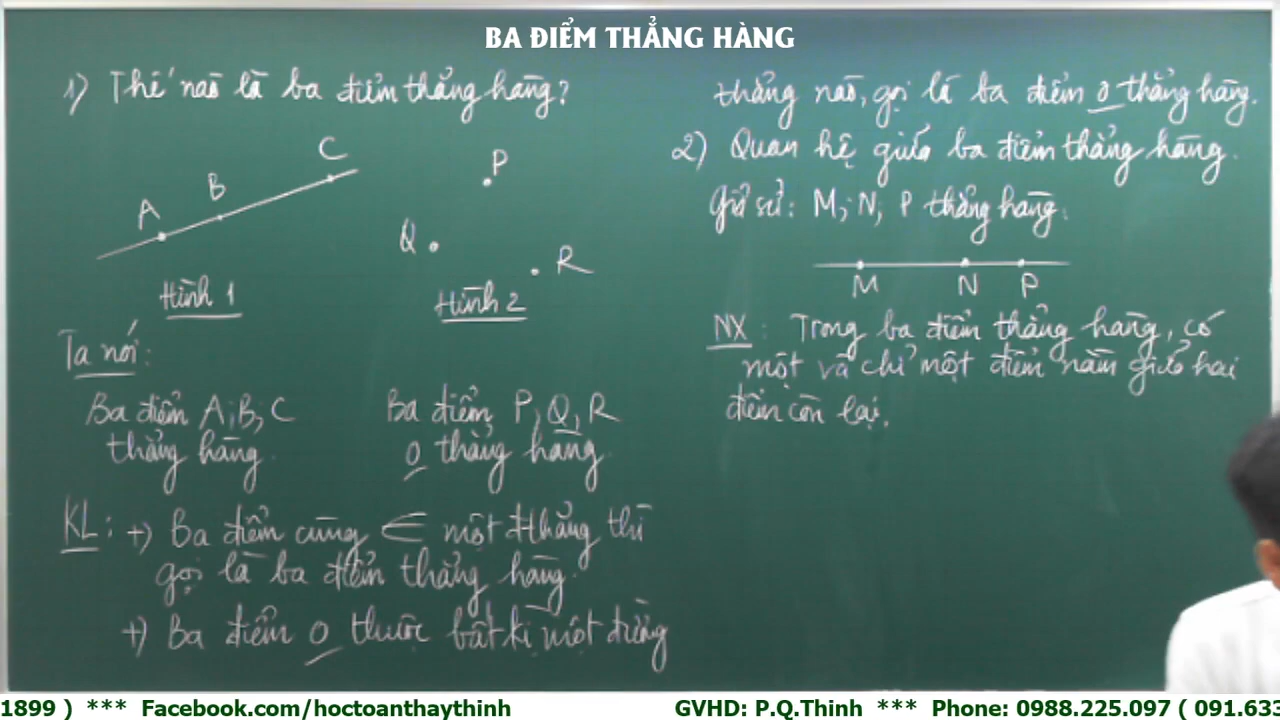 BA ĐIỂM THẲNG HÀNG
1) Thế nào là ba điểm thẳng hàng?
A B C
P
Q
R
Hình 1
Hình 2
Ta nói:
Ba điểm A; B; C
thẳng hàng.
Ba điểm P, Q, R
0 thẳng hàng.
KL: +) Ba điểm cùng ∈ một đthẳng thì
gọi là ba điểm thẳng hàng.
+) Ba điểm 0 thuộc bất kì một đường
thẳng nào, gọi là ba điểm 0 thẳng hàng.
2) Quan hệ giữa ba điểm thẳng hàng.
Giả sử: M; N; P thẳng hàng.
M N P
NX: Trong ba điểm thẳng hàng, có
một và chỉ một điểm nằm giữa hai
điểm còn lại.
1899 ) *** Facebook.com/hoctoanthaythinh GVHD: P.Q.Thinh *** Phone: 0988.225.097 ( 091.633